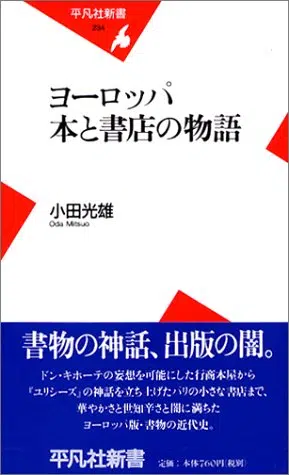 平凡社新書
234
ヨーロッパ
本と書店の物語
小田光雄
Oda Mitsuo
書物の神話、出版の闇。
ドン・キホーテの妄想を可能にした行商本屋から
『ユリシーズ』の神話を立ち上げたパリの小さな書店まで、
華やかさと世知辛さと闇に満ちた
ヨーロッパ版・書物の近代史。
平凡社新書
定価:本体760円(税別)